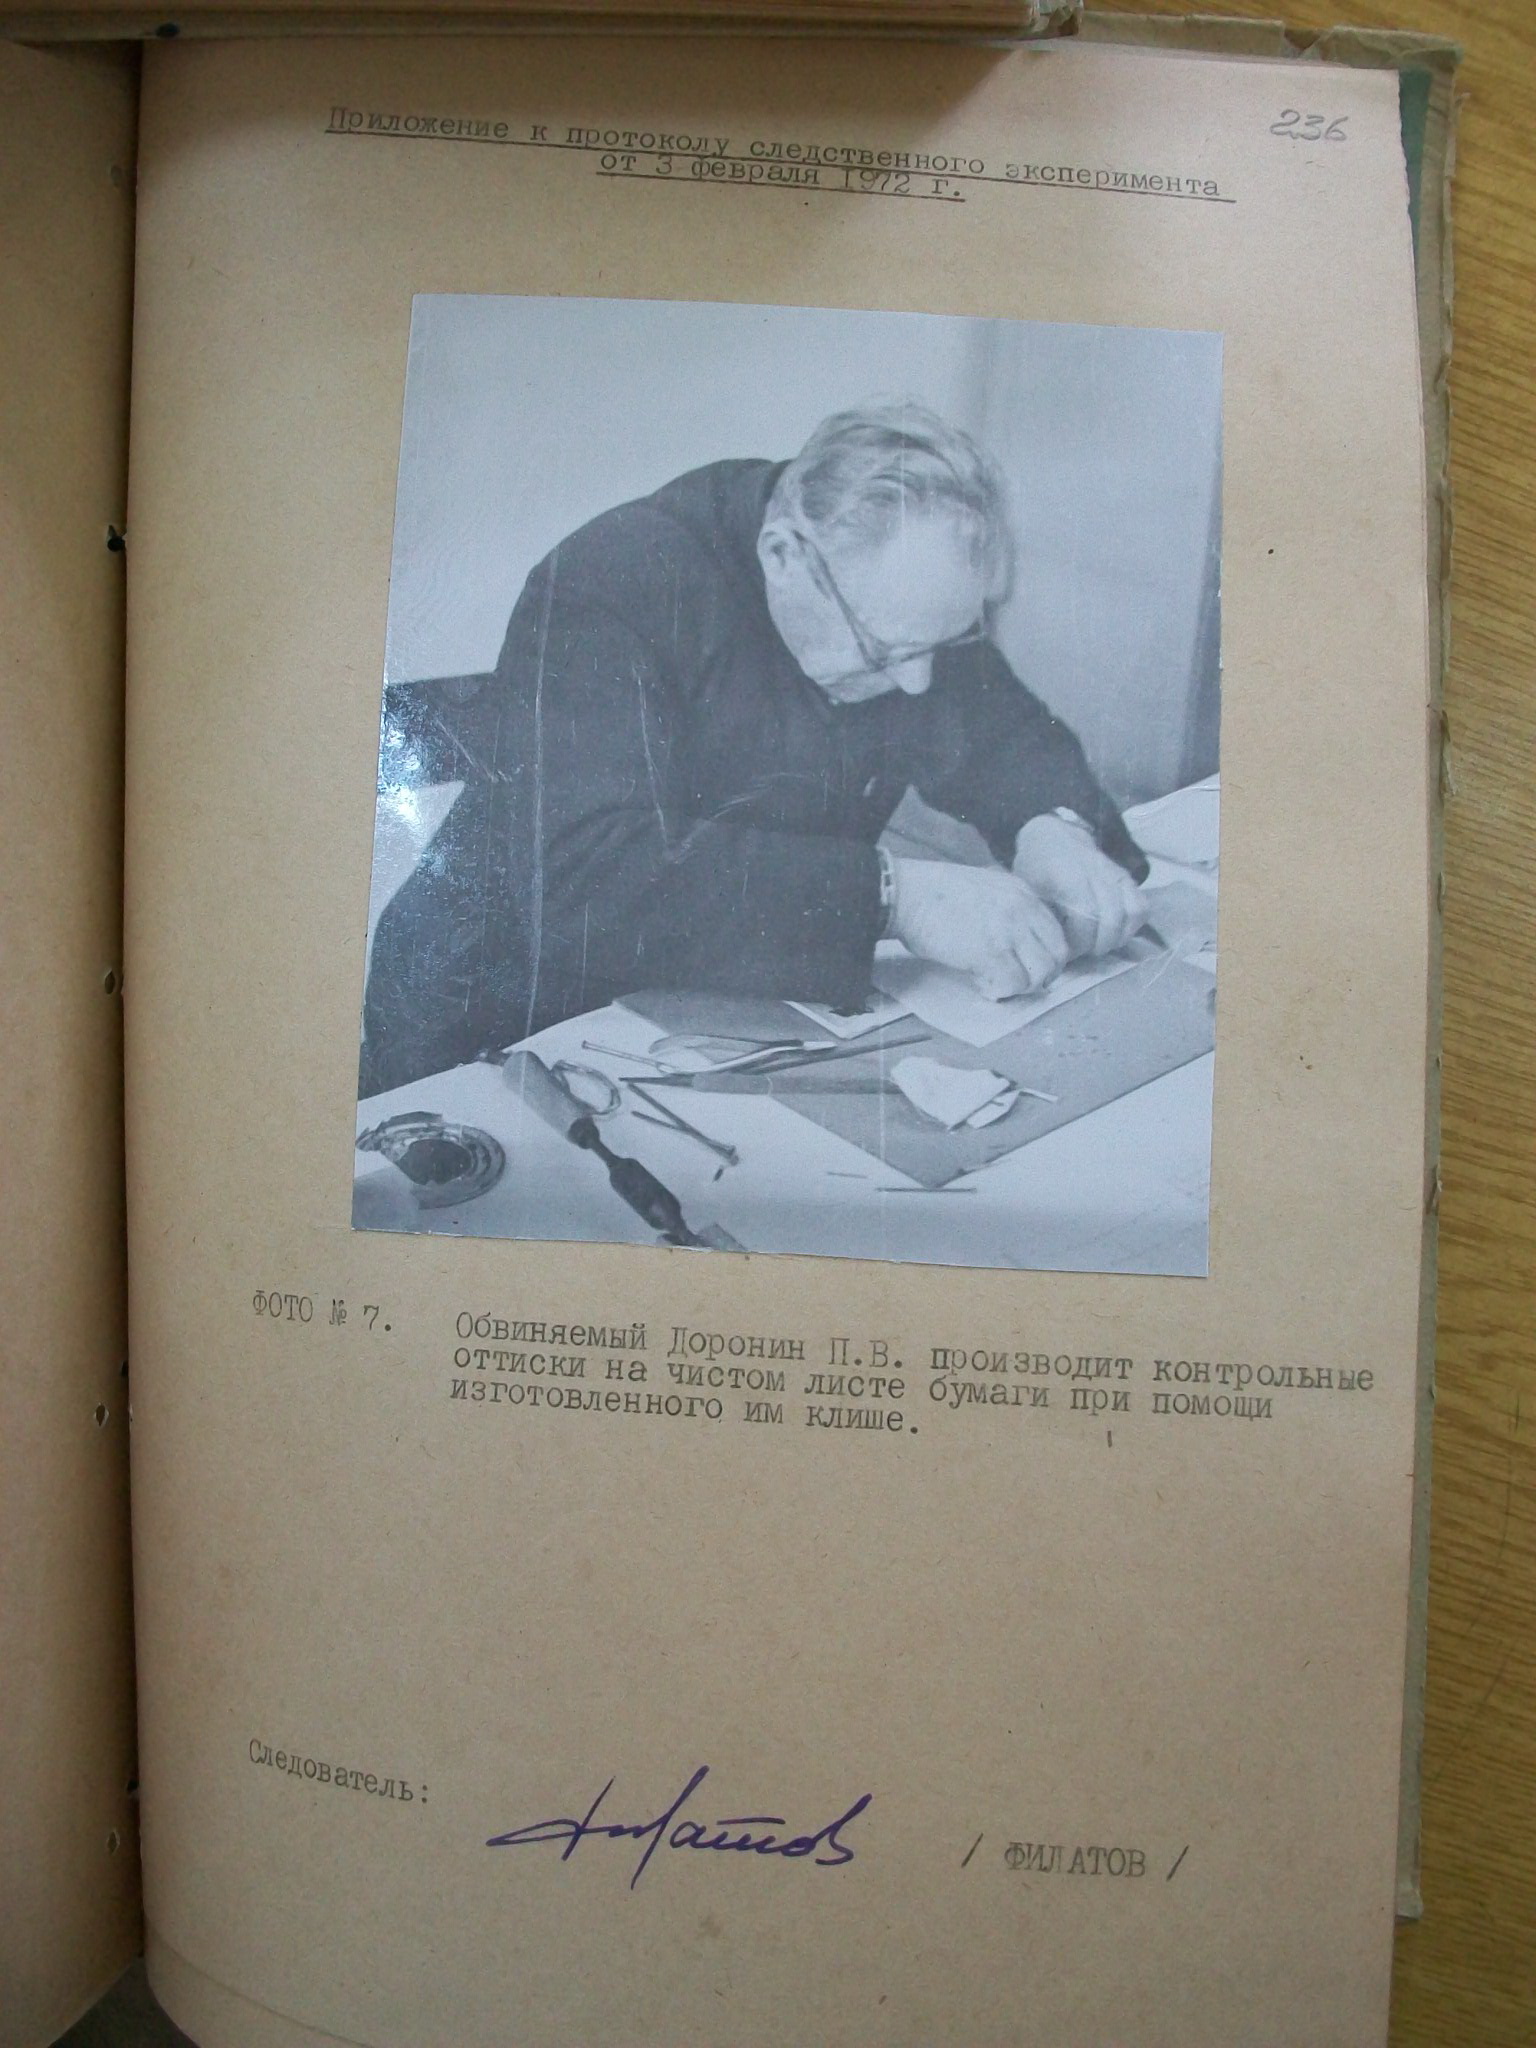 236
Приложение к протоколу следственного эксперимента
от 3 февраля 1972 г.
ФОТО № 7. Обвиняемый Доронин П.В. производит контрольные
оттиски на чистом листе бумаги при помощи
изготовленного им клише.
Следователь: Филатов / ФИЛАТОВ /